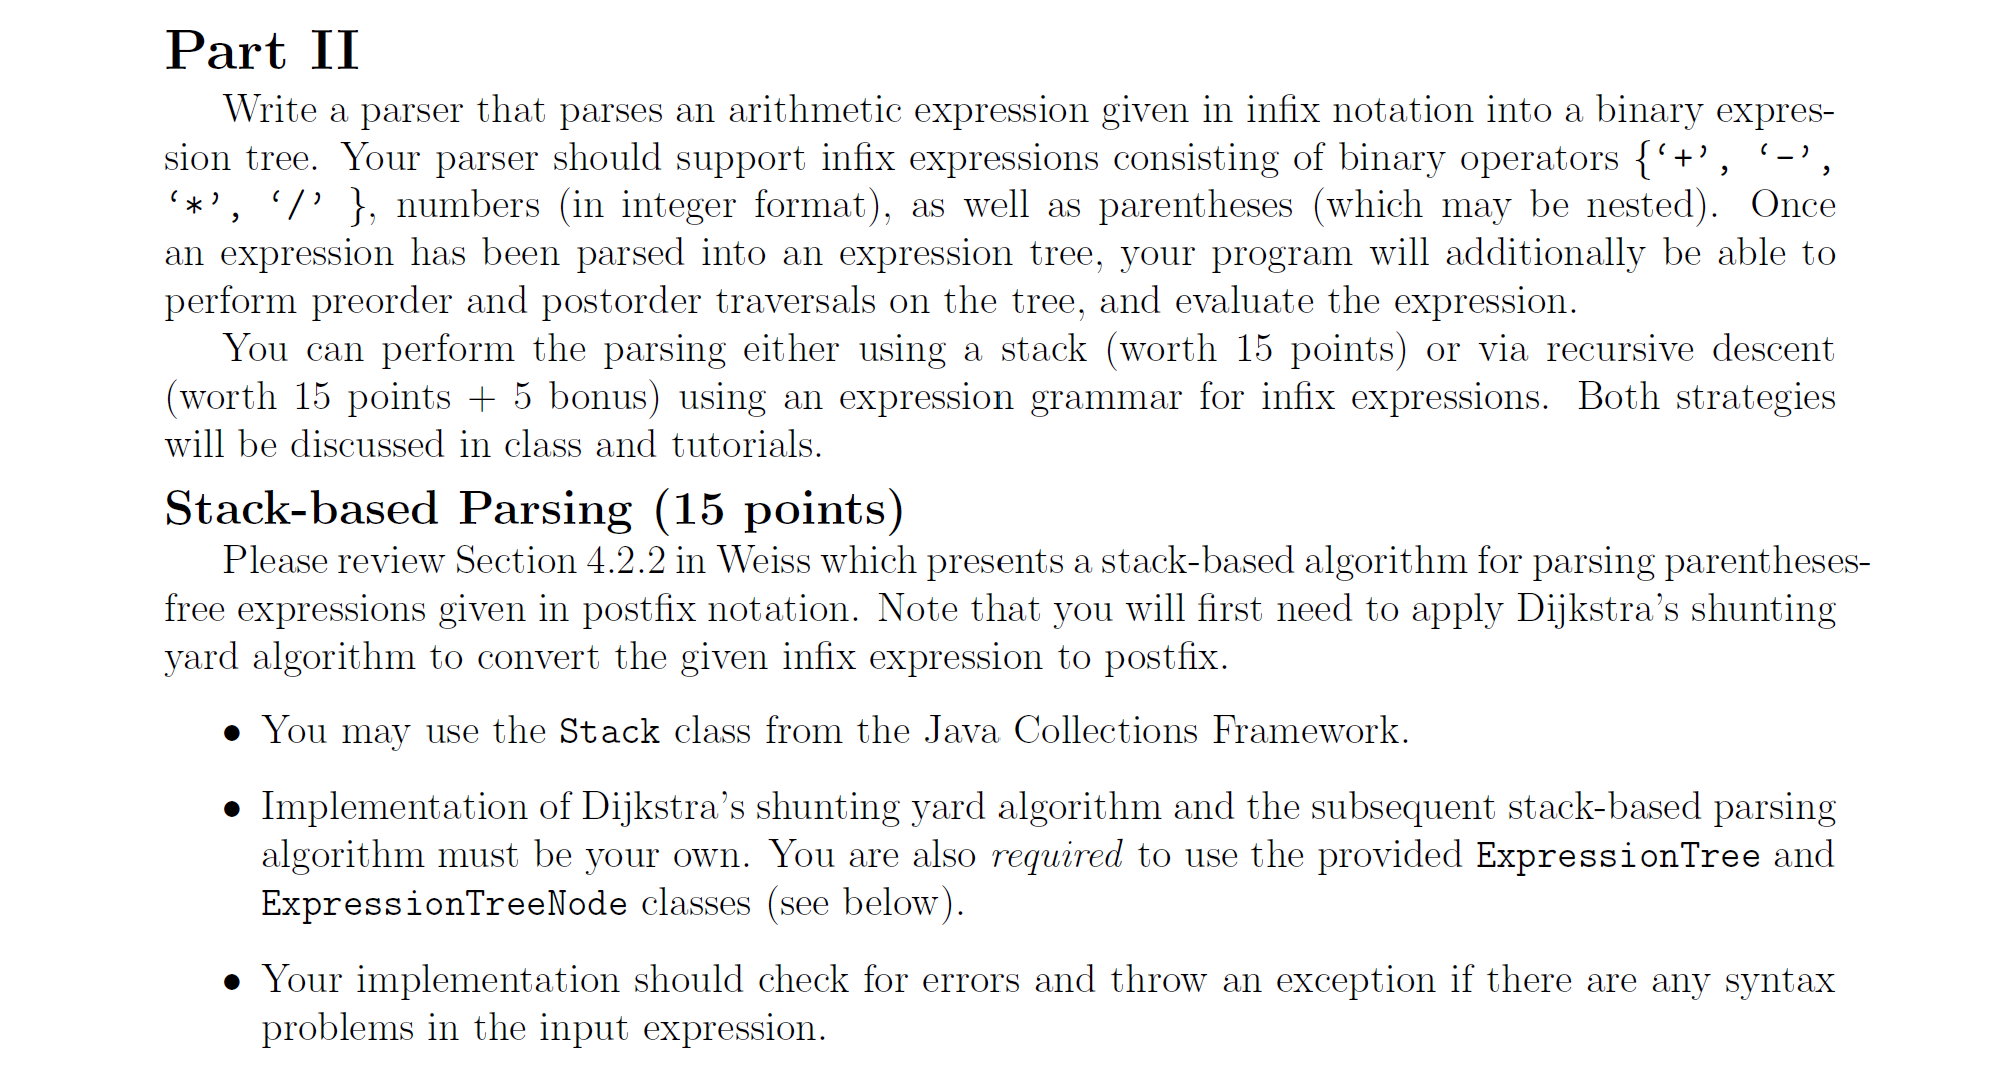 Part II
Write a parser that parses an arithmetic expression given in infix notation into a binary expres-
sion tree. Your parser should support infix expressions consisting of binary operators {‘+’, ‘-’,
‘*’, ‘/’ }, numbers (in integer format), as well as parentheses (which may be nested). Once
an expression has been parsed into an expression tree, your program will additionally be able to
perform preorder and postorder traversals on the tree, and evaluate the expression.
You can perform the parsing either using a stack (worth 15 points) or via recursive descent
(worth 15 points + 5 bonus) using an expression grammar for infix expressions. Both strategies
will be discussed in class and tutorials.
Stack-based Parsing (15 points)
Please review Section 4.2.2 in Weiss which presents a stack-based algorithm for parsing parentheses-
free expressions given in postfix notation. Note that you will first need to apply Dijkstra’s shunting
yard algorithm to convert the given infix expression to postfix.
• You may use the Stack class from the Java Collections Framework.
• Implementation of Dijkstra’s shunting yard algorithm and the subsequent stack-based parsing
algorithm must be your own. You are also required to use the provided ExpressionTree and
ExpressionTreeNode classes (see below).
• Your implementation should check for errors and throw an exception if there are any syntax
problems in the input expression.